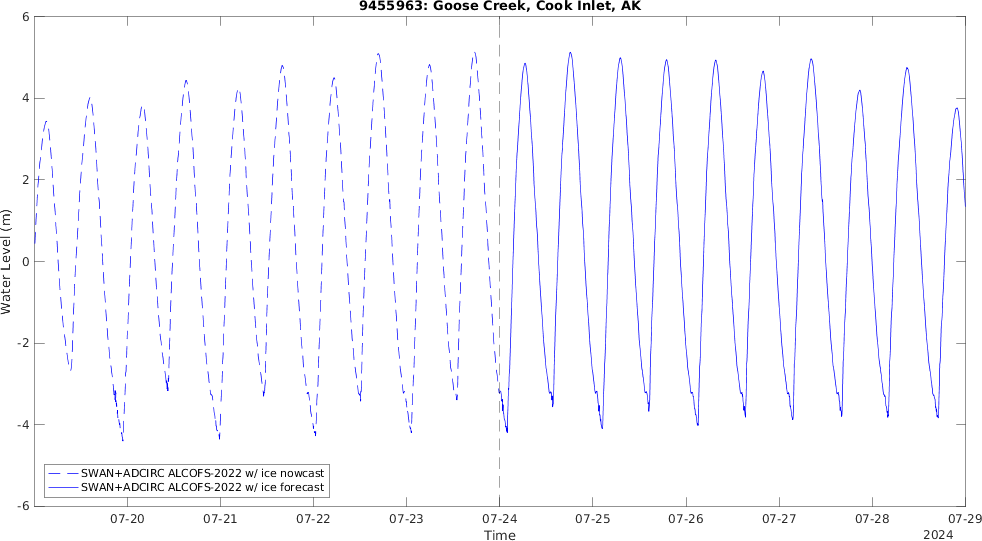 9455963: Goose Creek, Cook Inlet, AK
6
4
2
0
-2
-4
-6
Water Level (m)
SWAN+ADCIRC ALCOFS-2022 w/ ice nowcast
SWAN+ADCIRC ALCOFS-2022 w/ ice forecast
07-20 07-21 07-22 07-23 07-24 07-25 07-26 07-27 07-28 07-29
Time
2024